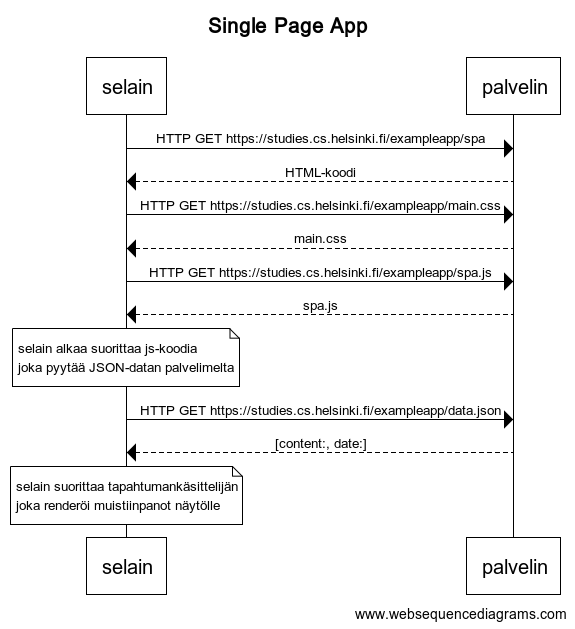 Single Page App
selain
palvelin
HTTP GET https://studies.cs.helsinki.fi/exampleapp/spa
HTML-koodi
HTTP GET https://studies.cs.helsinki.fi/exampleapp/main.css
main.css
HTTP GET https://studies.cs.helsinki.fi/exampleapp/spa.js
spa.js
selain alkaa suorittaa js-koodia
joka pyytää JSON-datan palvelimelta
HTTP GET https://studies.cs.helsinki.fi/exampleapp/data.json
[content:, date:]
selain suorittaa tapahtumankäsittelijän
joka renderöi muistiinpanot näytölle
selain
palvelin
www.websequencediagrams.com